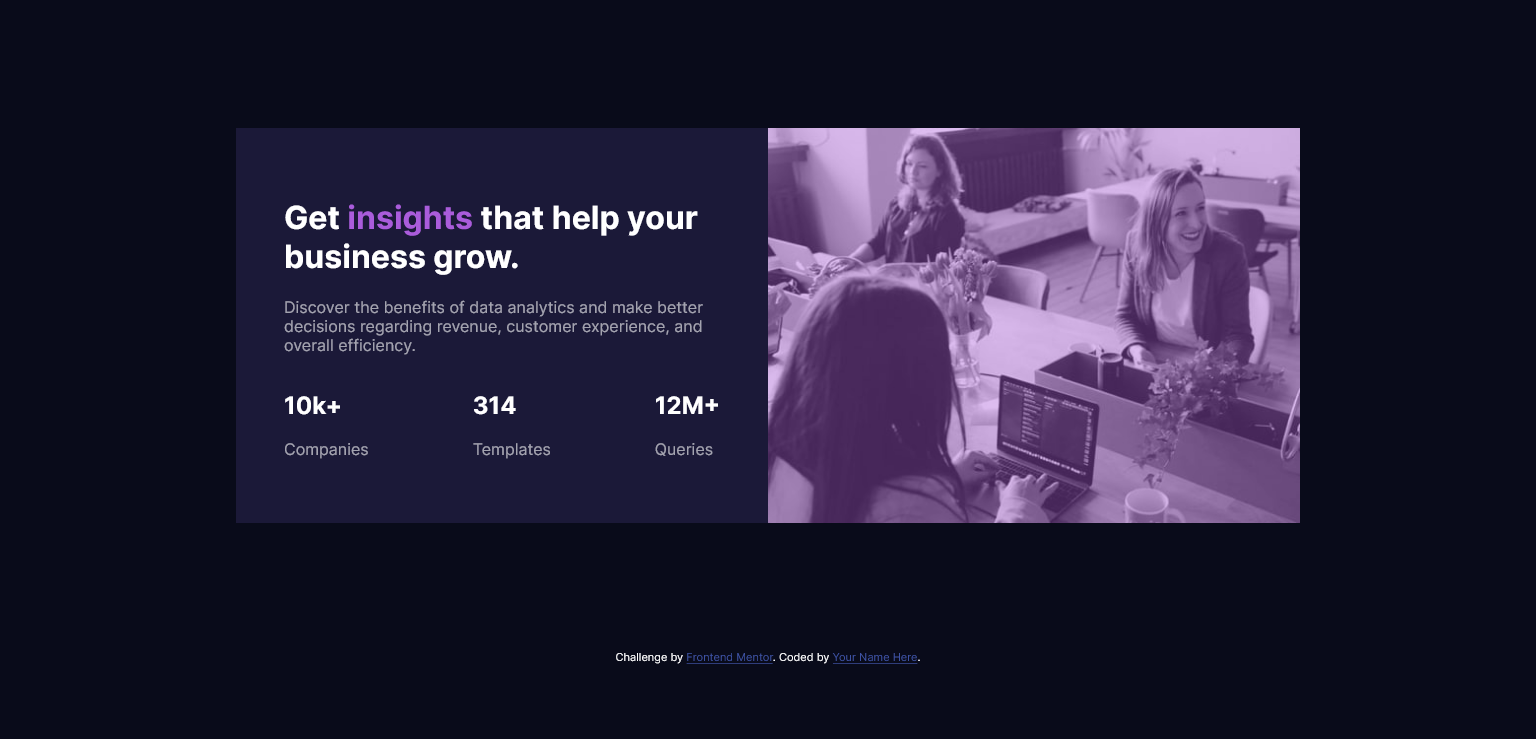 Get insights that help your
business grow.
Discover the benefits of data analytics and make better
decisions regarding revenue, customer experience, and
overall efficiency.
10k+
314
12M+
Companies
Templates
Queries
Challenge by Frontend Mentor. Coded by Your Name Here.